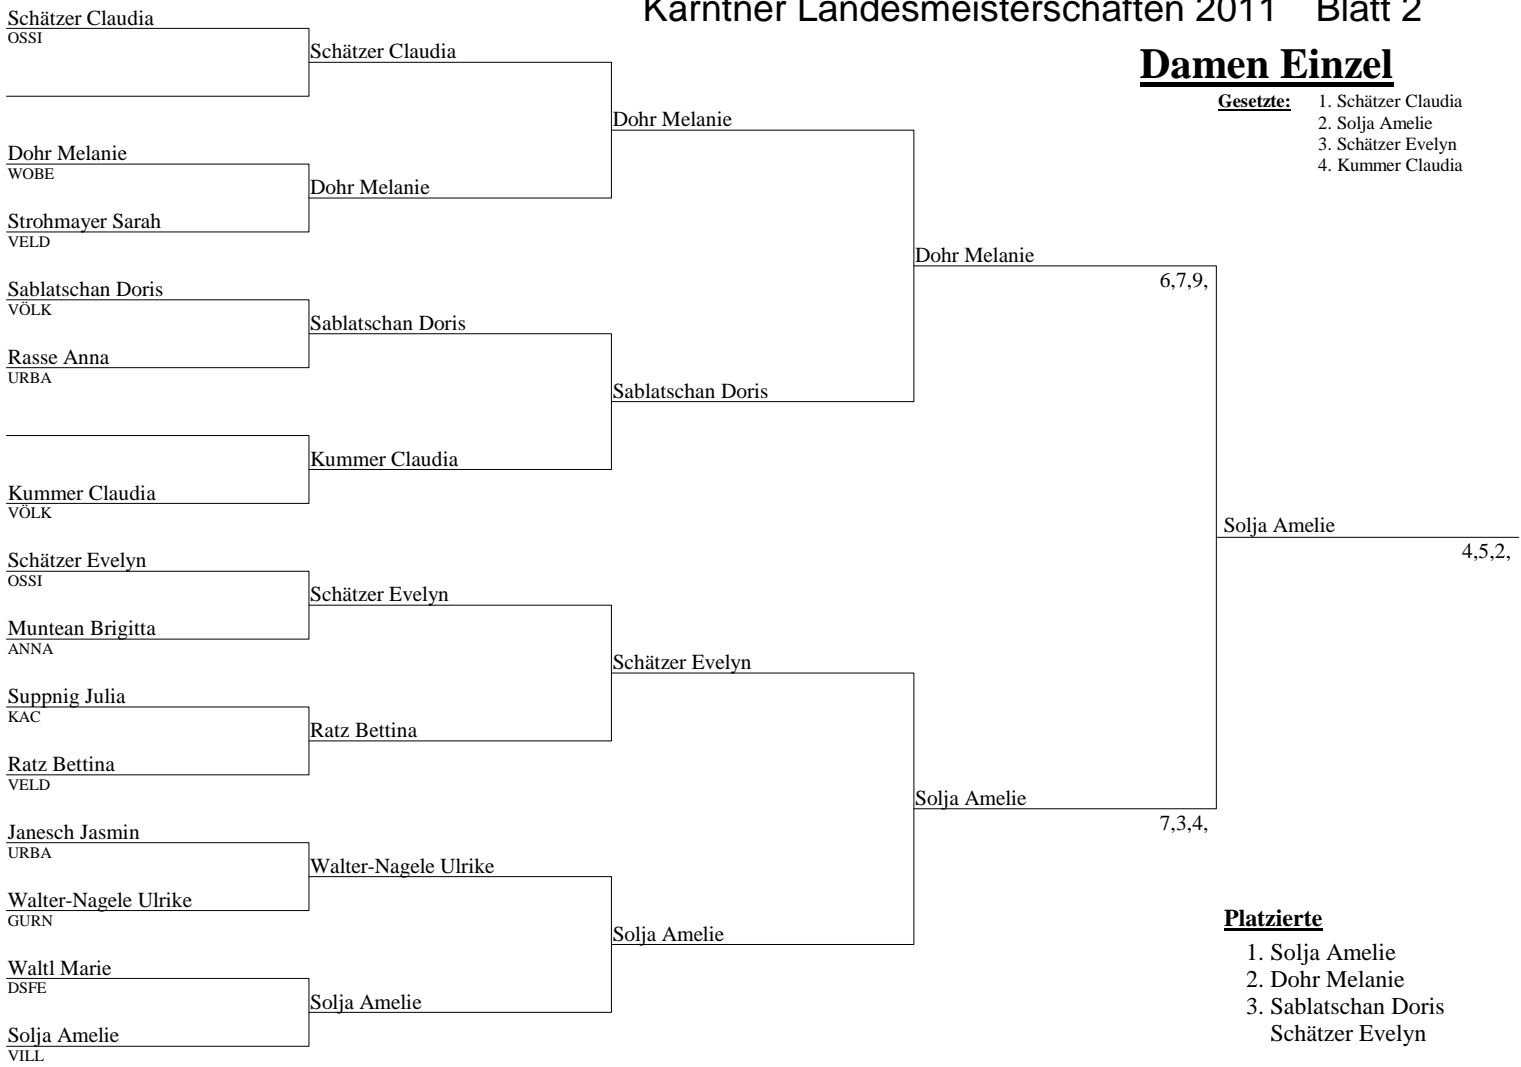 Kärntner Landesmeisterschaften 2011 Blatt 2
Damen Einzel
Gesetzte: 1. Schätzer Claudia
2. Solja Amelie
3. Schätzer Evelyn
4. Kummer Claudia
Schätzer Claudia
OSSI
Dohr Melanie
WOBE
Strohmayer Sarah
VELD
Sablatschan Doris
VÖLK
Rasse Anna
URBA
Kummer Claudia
VÖLK
Schätzer Evelyn
OSSI
Muntean Brigitta
ANNA
Suppnig Julia
KAC
Ratz Bettina
VELD
Janesch Jasmin
URBA
Walter-Nagele Ulrike
GURN
Waltl Marie
DSFE
Solja Amelie
VILL
Schätzer Claudia
Dohr Melanie
Sablatschan Doris
Kummer Claudia
Schätzer Evelyn
Ratz Bettina
Walter-Nagele Ulrike
Solja Amelie
Dohr Melanie
Sablatschan Doris
Schätzer Evelyn
Solja Amelie
Dohr Melanie
6,7,9,
Solja Amelie
7,3,4,
Solja Amelie
4,5,2,
Platzierte
1. Solja Amelie
2. Dohr Melanie
3. Sablatschan Doris
Schätzer Evelyn